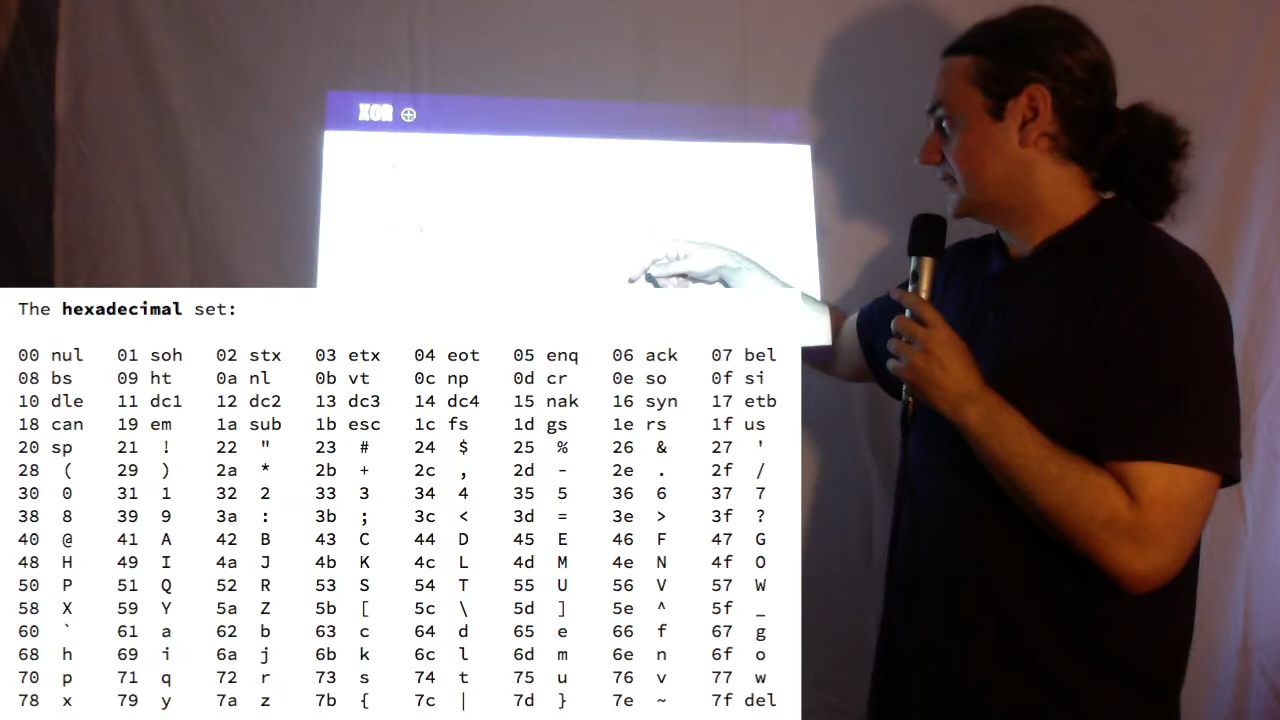 XOR ⊕
The hexadecimal set:
00 nul 01 soh 02 stx 03 etx 04 eot 05 enq 06 ack 07 bel
08 bs 09 ht 0a nl 0b vt 0c np 0d cr 0e so 0f si
10 dle 11 dc1 12 dc2 13 dc3 14 dc4 15 nak 16 syn 17 etb
18 can 19 em 1a sub 1b esc 1c fs 1d gs 1e rs 1f us
20 sp 21 ! 22 " 23 # 24 $ 25 % 26 & 27 '
28 ( 29 ) 2a * 2b + 2c , 2d - 2e . 2f /
30 0 31 1 32 2 33 3 34 4 35 5 36 6 37 7
38 8 39 9 3a : 3b ; 3c < 3d = 3e > 3f ?
40 @ 41 A 42 B 43 C 44 D 45 E 46 F 47 G
48 H 49 I 4a J 4b K 4c L 4d M 4e N 4f O
50 P 51 Q 52 R 53 S 54 T 55 U 56 V 57 W
58 X 59 Y 5a Z 5b [ 5c \ 5d ] 5e ^ 5f _
60 ` 61 a 62 b 63 c 64 d 65 e 66 f 67 g
68 h 69 i 6a j 6b k 6c l 6d m 6e n 6f o
70 p 71 q 72 r 73 s 74 t 75 u 76 v 77 w
78 x 79 y 7a z 7b { 7c | 7d } 7e ~ 7f del